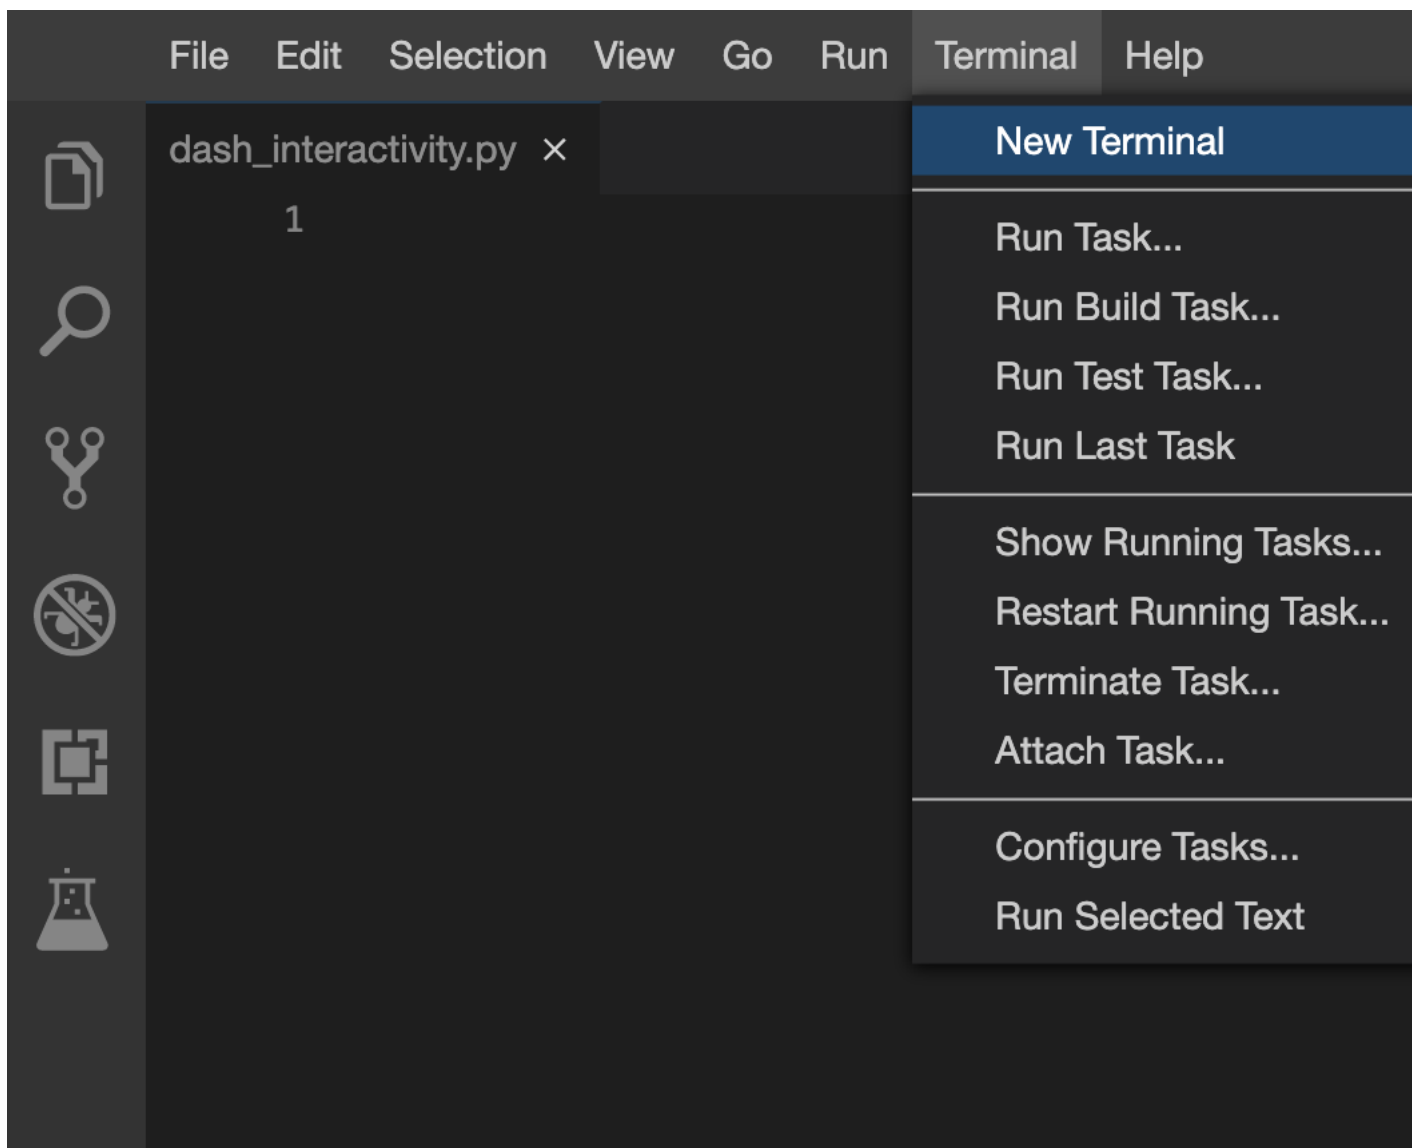 File Edit Selection View Go Run Terminal Help
dash_interactivity.py ×
1
New Terminal
Run Task...
Run Build Task...
Run Test Task...
Run Last Task
Show Running Tasks...
Restart Running Task...
Terminate Task...
Attach Task...
Configure Tasks...
Run Selected Text